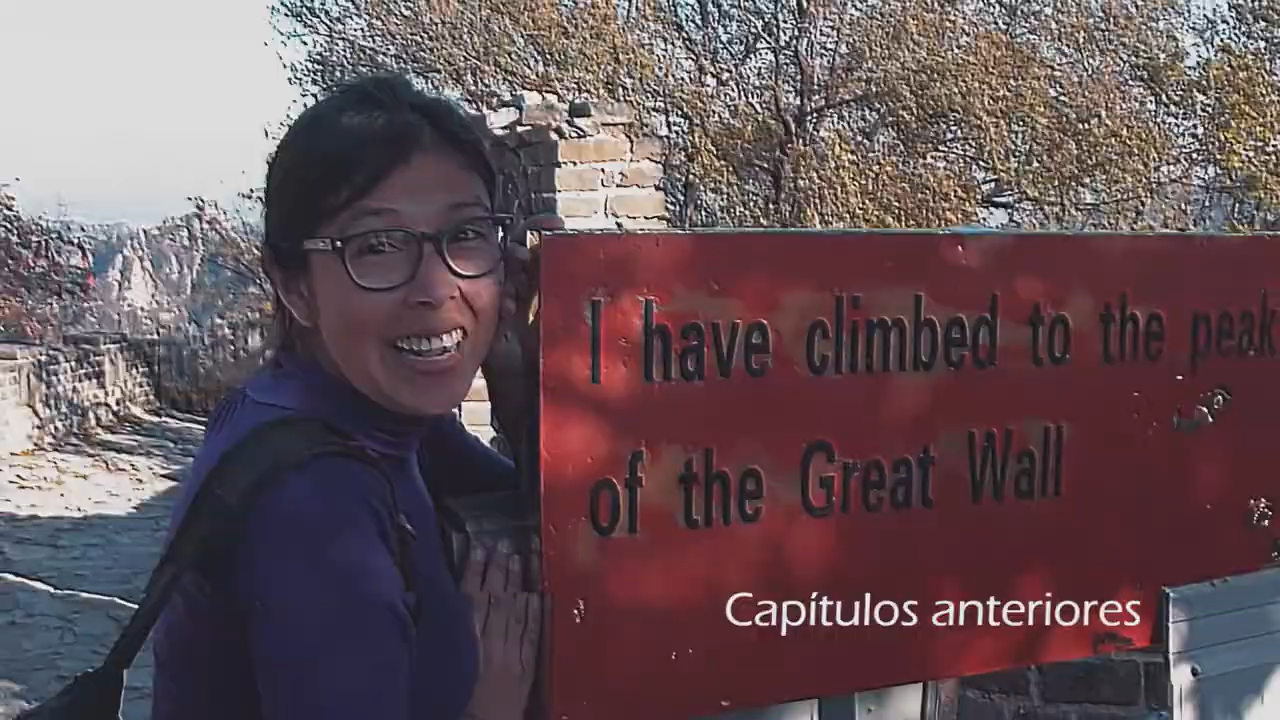 I have climbed to the peak
of the Great Wall
Capítulos anteriores